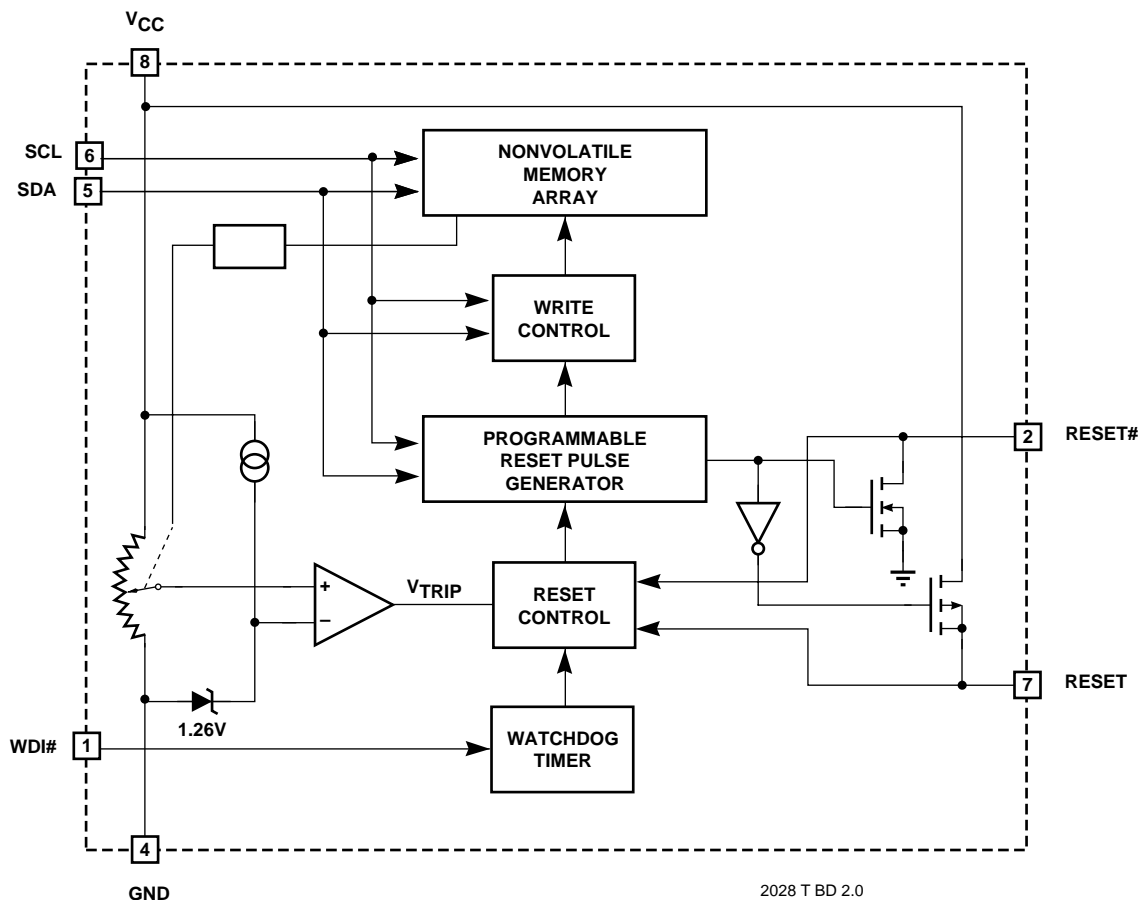 VCC
8
SCL
6
SDA
5
NONVOLATILE
MEMORY
ARRAY
WRITE
CONTROL
PROGRAMMABLE
RESET PULSE
GENERATOR
2
RESET#
+
−
VTRIP
RESET
CONTROL
1.26V
7
RESET
WDI#
1
WATCHDOG
TIMER
4
GND
2028 T BD 2.0